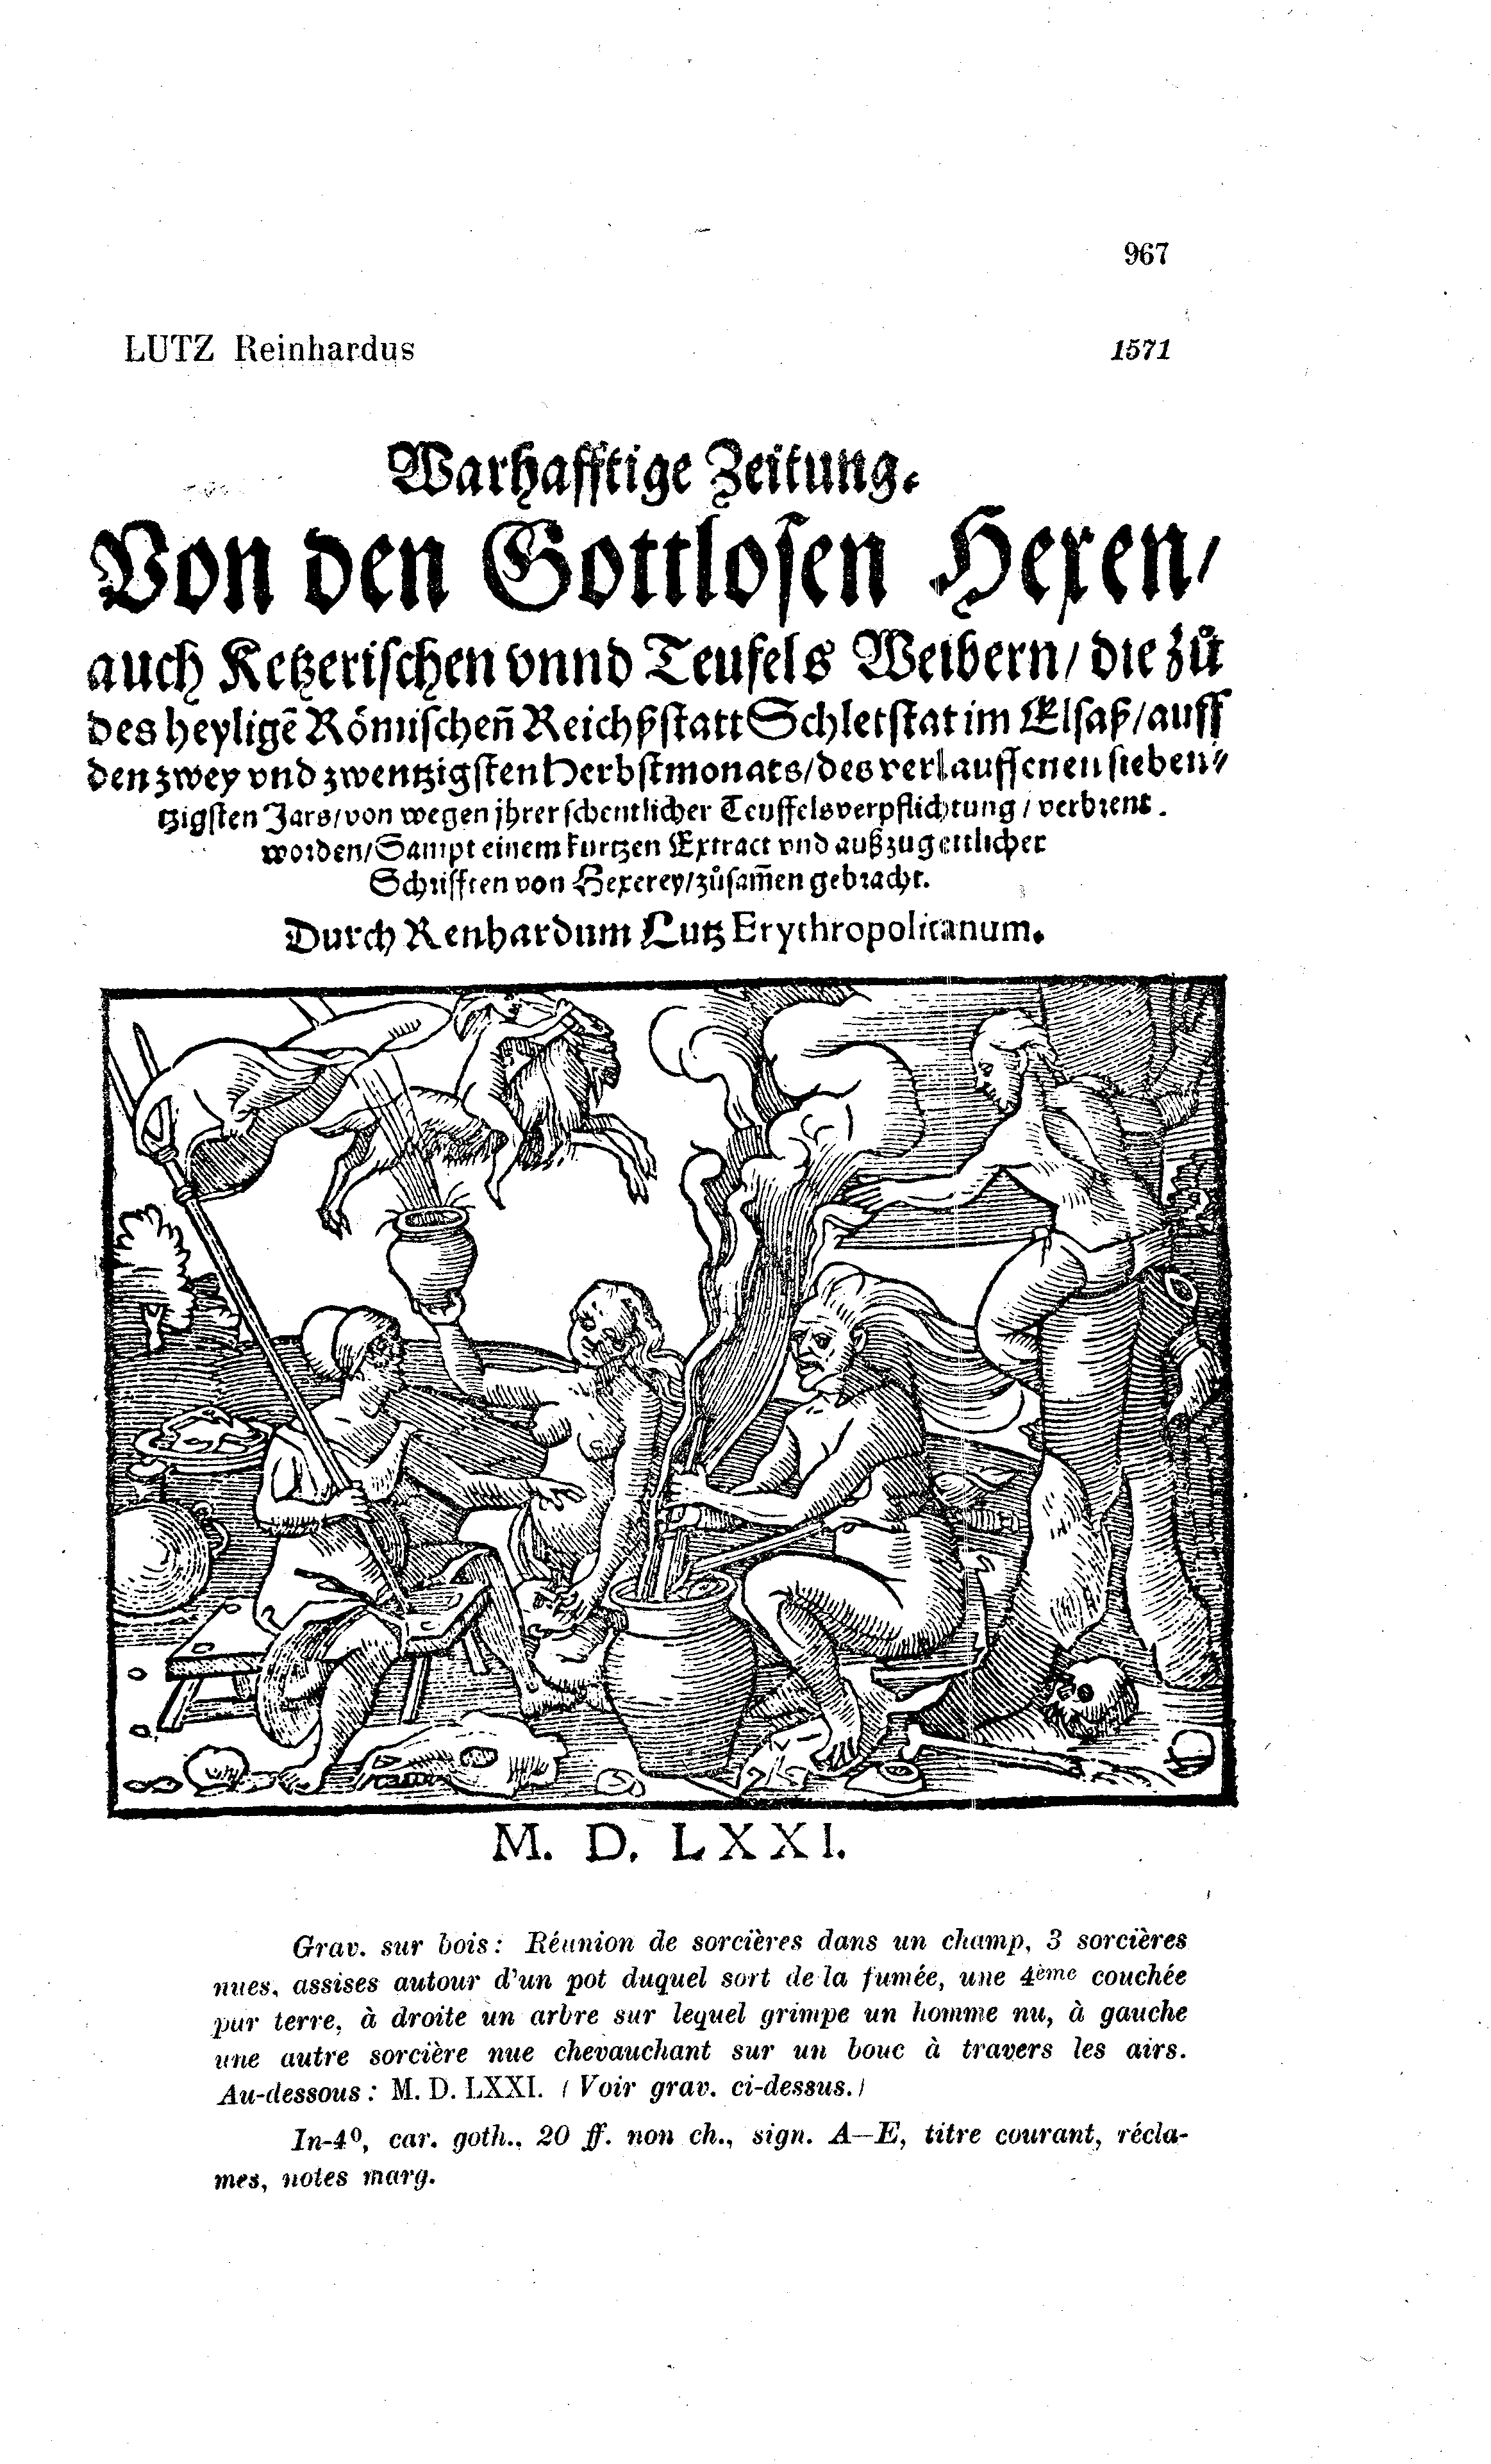 967
LUTZ Reinhardus 1571
Warhafftige Zeitung.
Von den Gottlosen Hexen/
auch Ketzerischen vnnd Teufels Weibern/ die zů
des heyligē Römischen̄ Reichßstatt Schletstat im Elsaß/auff
den zwey vnd zwentzigsten Herbstmonats/des verlauffenen sieben⸗
tzigsten Jars/von wegen jhrer schentlicher Teuffelsverpflichtung/ verbrent.
worden/Sampt einem kurtzen Extract vnd außzug ettlicher
Schrifften von Hexerey/zůsam̄en gebracht.
Durch Renhardum Lutz Erythropolitanum.
M. D. LXXI.
Grav. sur bois: Réunion de sorcières dans un champ, 3 sorcières
nues, assises autour d'un pot duquel sort de la fumée, une 4ème couchée
par terre, à droite un arbre sur lequel grimpe un homme nu, à gauche
une autre sorcière nue chevauchant sur un bouc à travers les airs.
Au-dessous: M. D. LXXI. (Voir grav. ci-dessus.)
In-4º, car. goth., 20 ff. non ch., sign. A—E, titre courant, récla-
mes, notes marg.